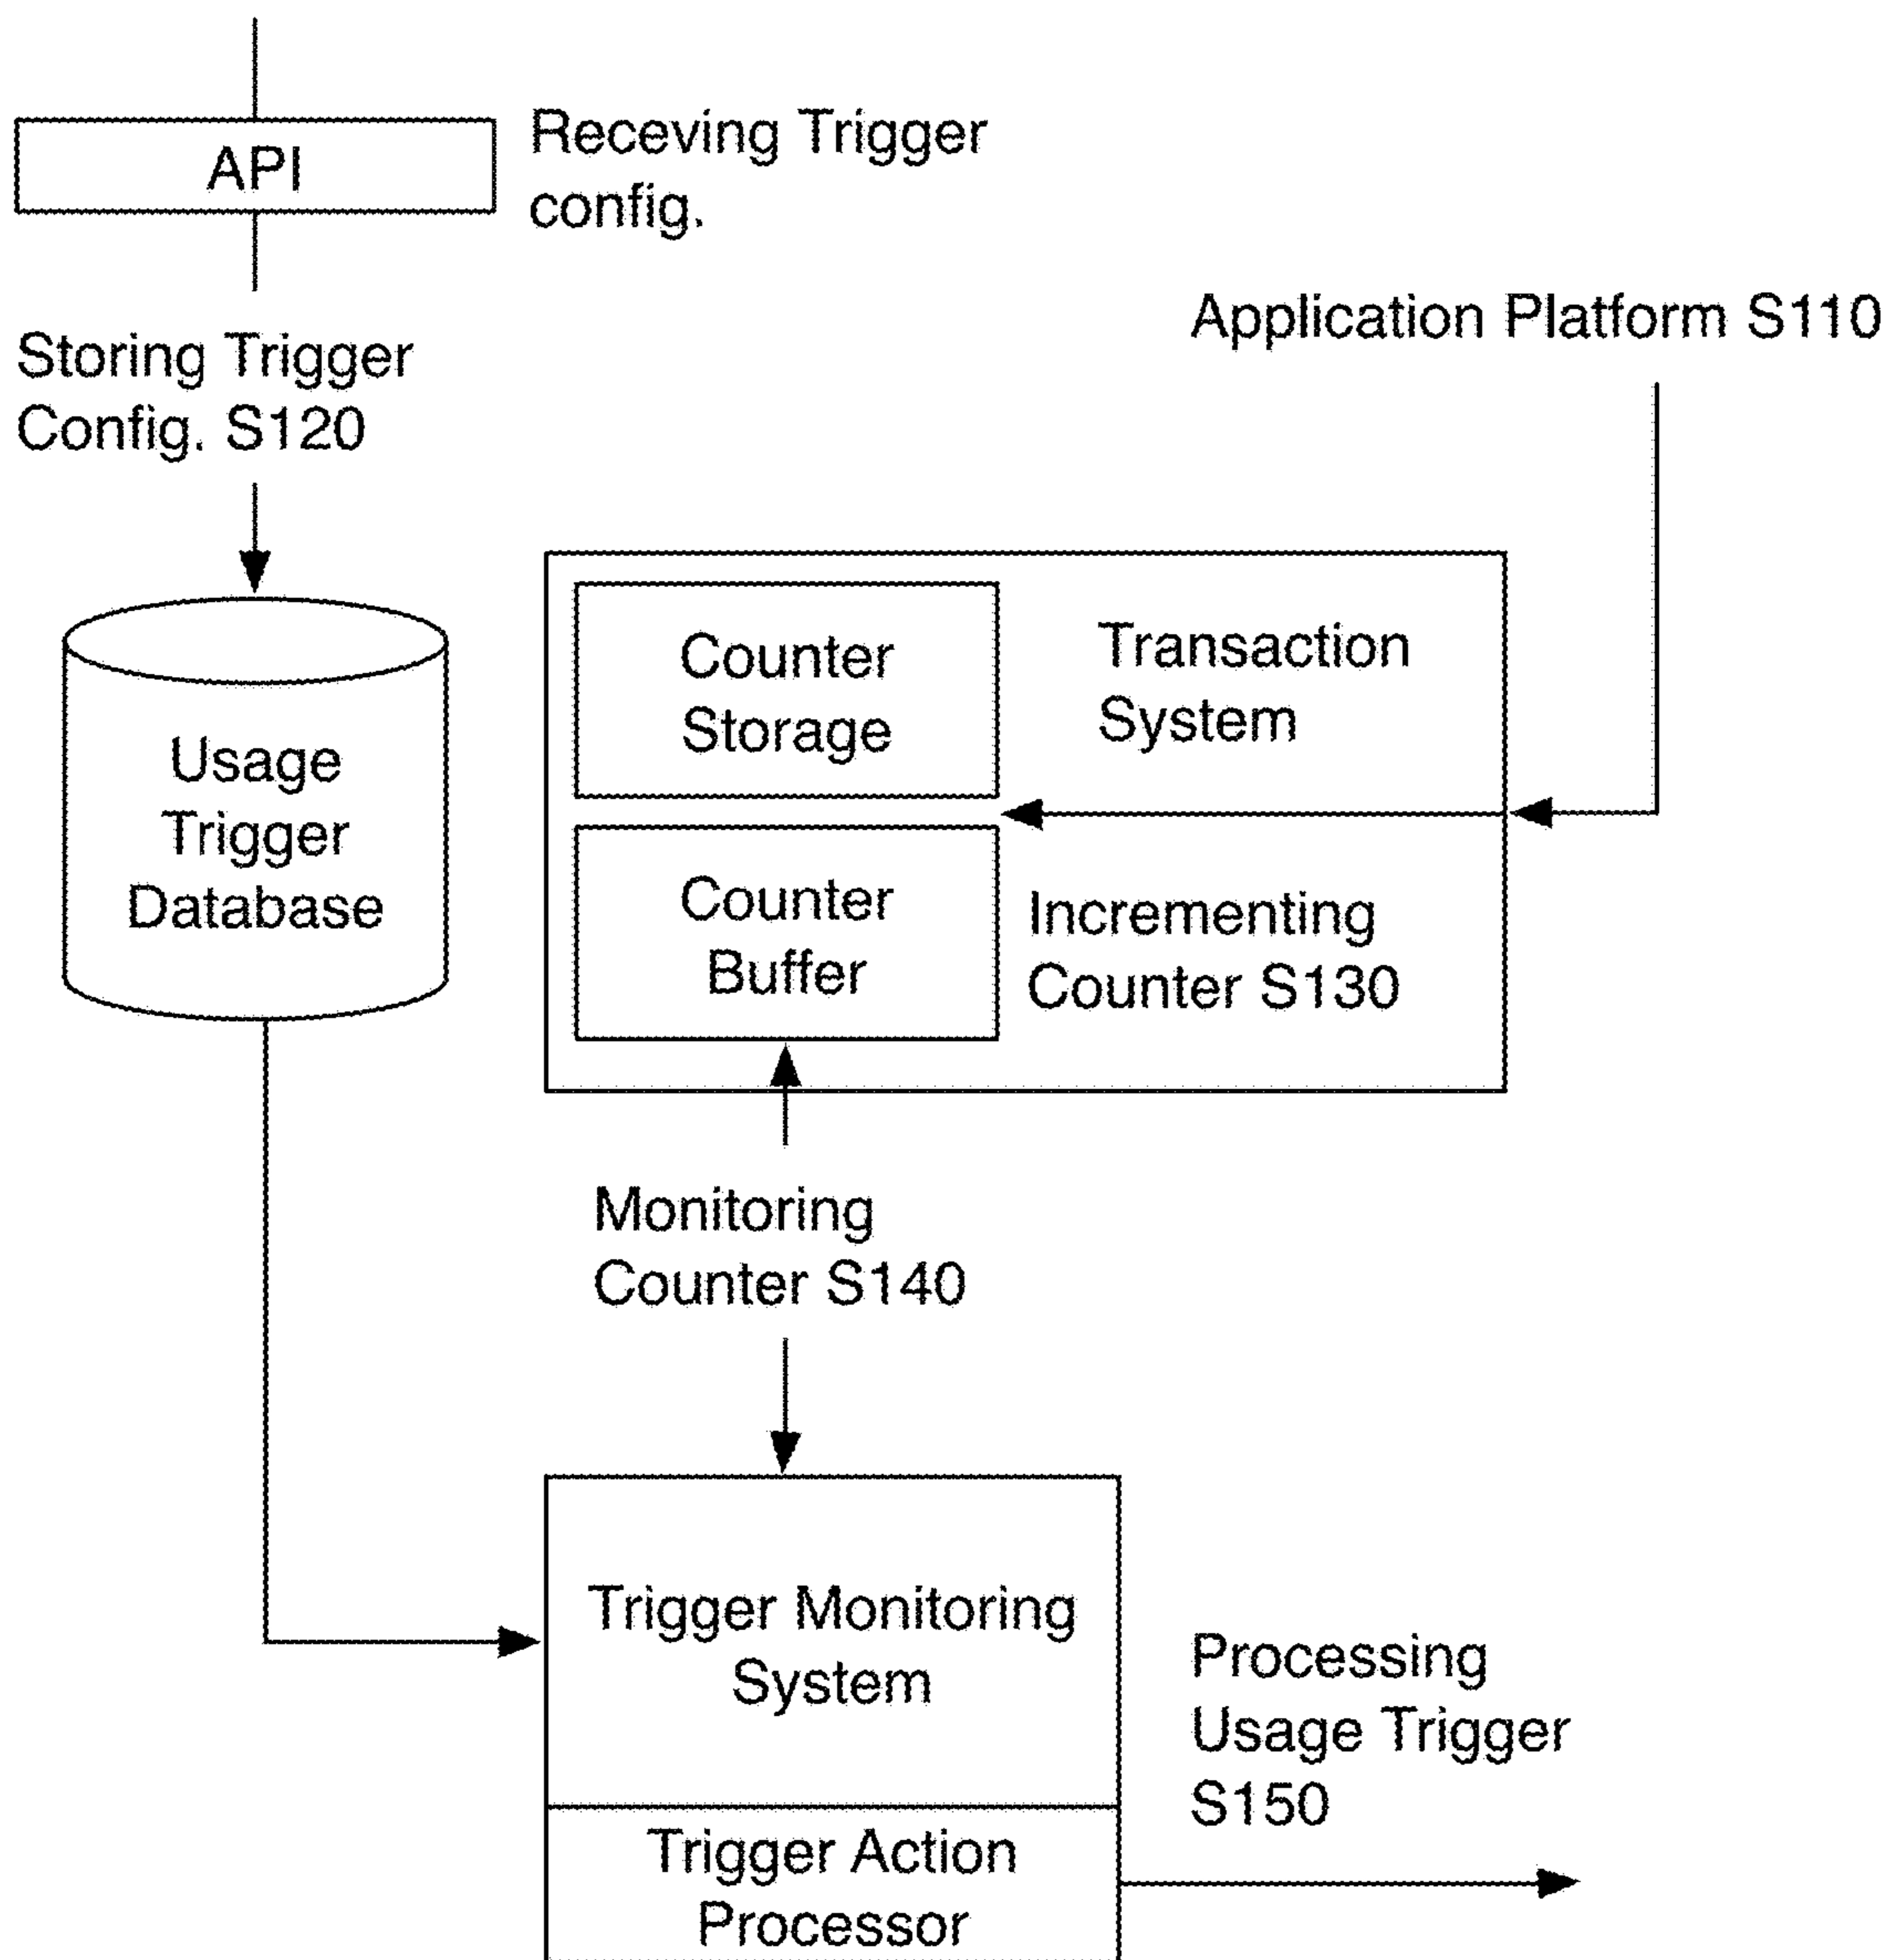 API
Receving Trigger
config.
Application Platform S110
Storing Trigger
Config. S120
Usage
Trigger
Database
Counter
Storage
Transaction
System
Counter
Buffer
Incrementing
Counter S130
Monitoring
Counter S140
Trigger Monitoring
System
Processing
Usage Trigger
S150
Trigger Action
Processor